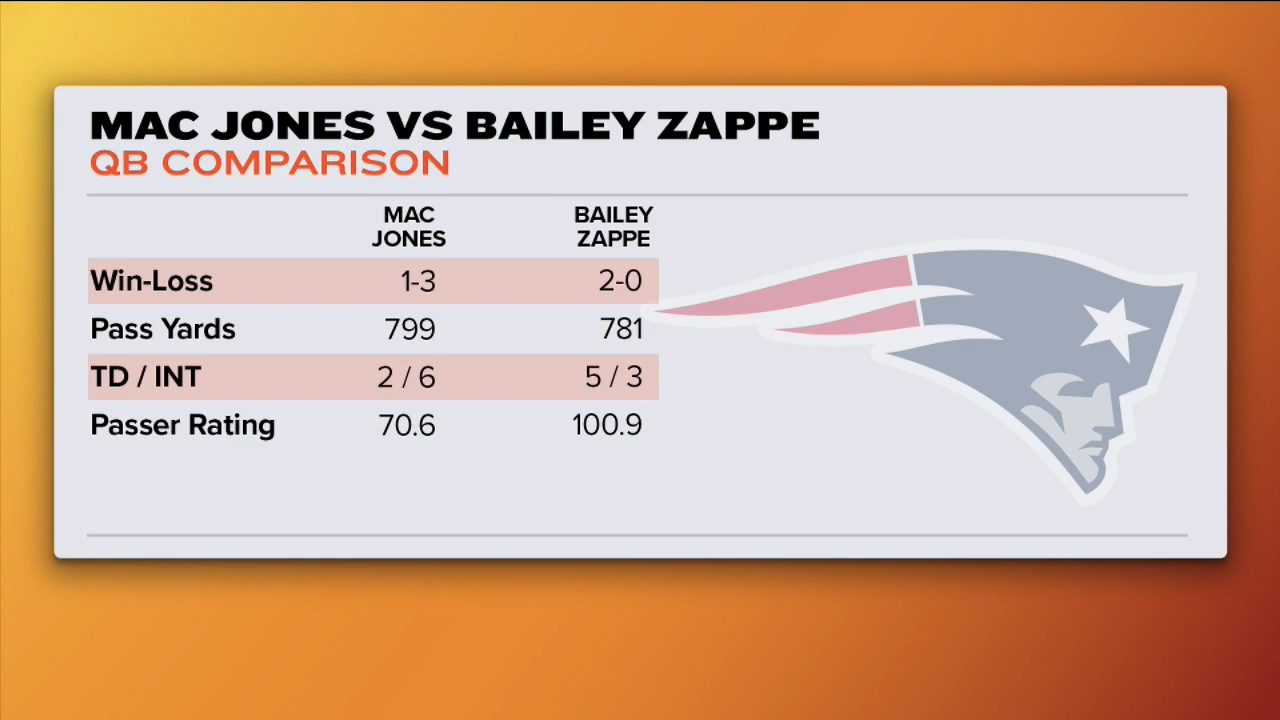 MAC JONES VS BAILEY ZAPPE
QB COMPARISON
MAC JONES BAILEY ZAPPE
Win-Loss 1-3 2-0
Pass Yards 799 781
TD / INT 2 / 6 5 / 3
Passer Rating 70.6 100.9